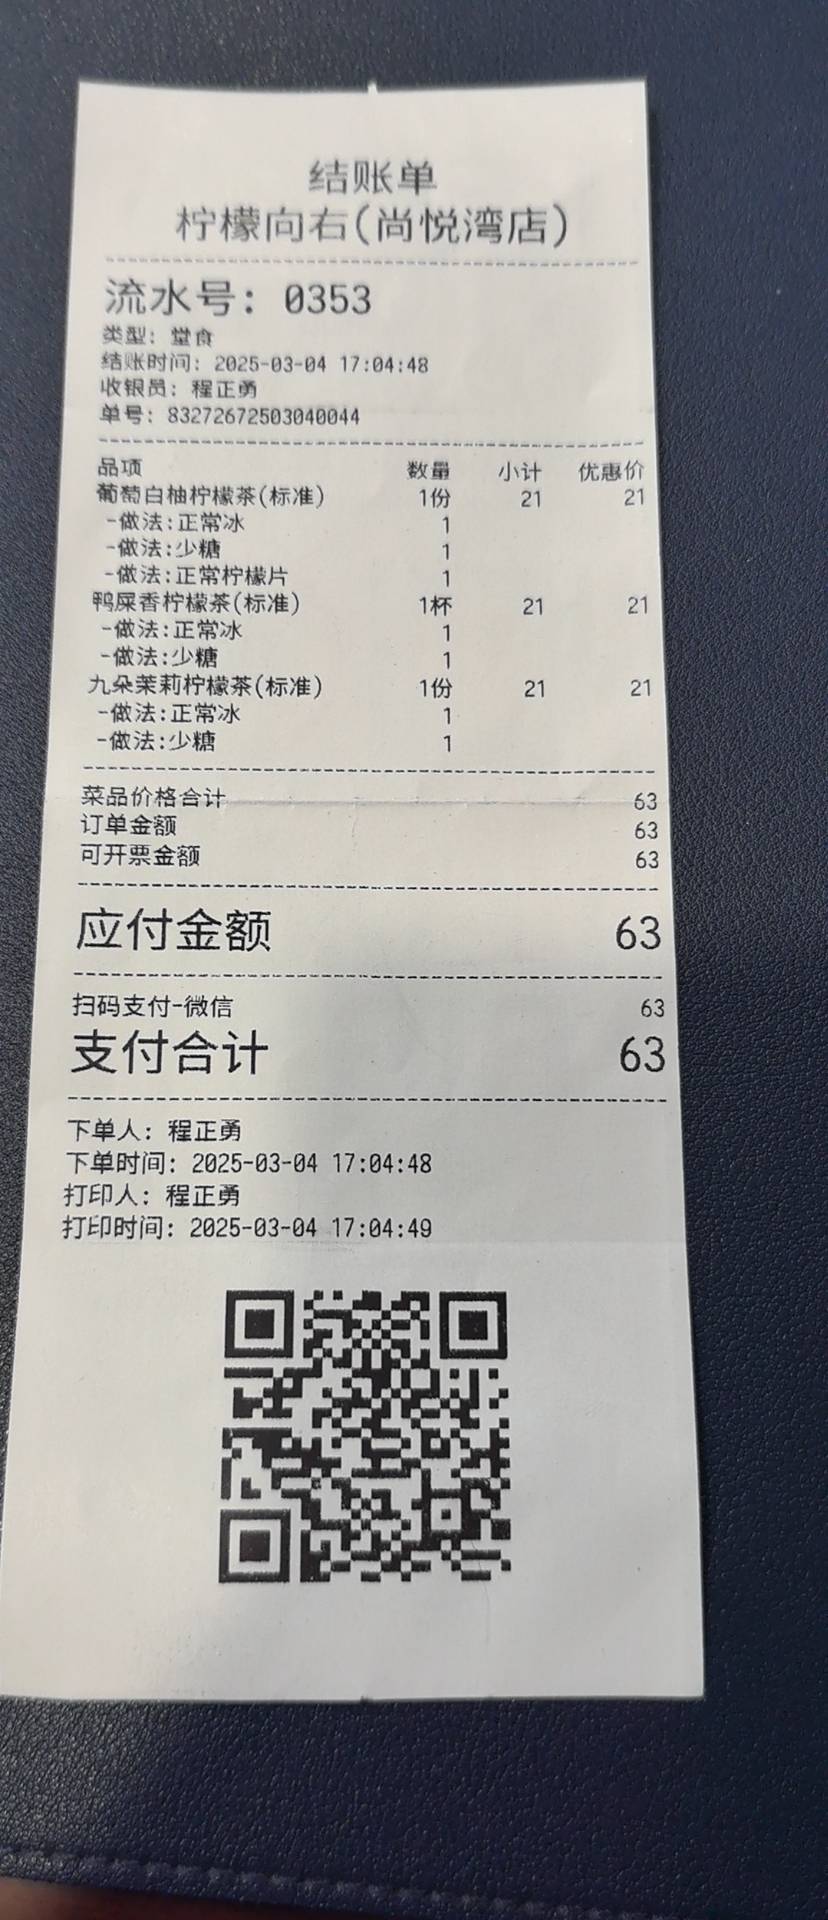 结账单
柠檬向右(尚悦湾店)
流水号: 0353
类型: 堂食
结账时间: 2025-03-04 17:04:48
收银员: 程正勇
单号: 83272672503040044
品项 数量 小计 优惠价
葡萄白柚柠檬茶(标准) 1份 21 21
-做法:正常冰 1
-做法:少糖 1
-做法:正常柠檬片 1
鸭屎香柠檬茶(标准) 1杯 21 21
-做法:正常冰 1
-做法:少糖 1
九朵茉莉柠檬茶(标准) 1份 21 21
-做法:正常冰 1
-做法:少糖 1
菜品价格合计 63
订单金额 63
可开票金额 63
应付金额 63
扫码支付-微信 63
支付合计 63
下单人: 程正勇
下单时间: 2025-03-04 17:04:48
打印人: 程正勇
打印时间: 2025-03-04 17:04:49